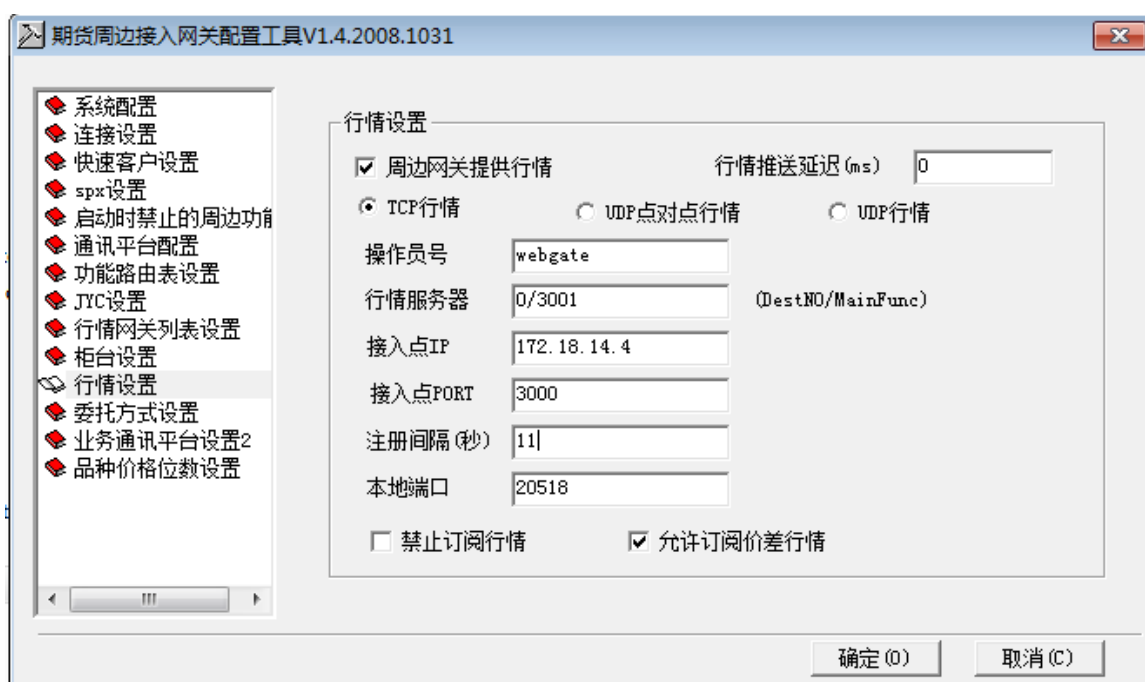 期货周边接入网关配置工具V1.4.2008.1031
系统配置
连接设置
快速客户设置
spx设置
启动时禁止的周边功能
通讯平台配置
功能路由表设置
JYC设置
行情网关列表设置
柜台设置
行情设置
委托方式设置
业务通讯平台设置2
品种价格位数设置
行情设置
周边网关提供行情 行情推送延迟(ms) 0
TCP行情 UDP点对点行情 UDP行情
操作员号 webgate
行情服务器 0/3001 (DestNO/MainFunc)
接入点IP 172.18.14.4
接入点PORT 3000
注册间隔(秒) 11
本地端口 20518
禁止订阅行情 允许订阅价差行情
确定(O) 取消(C)